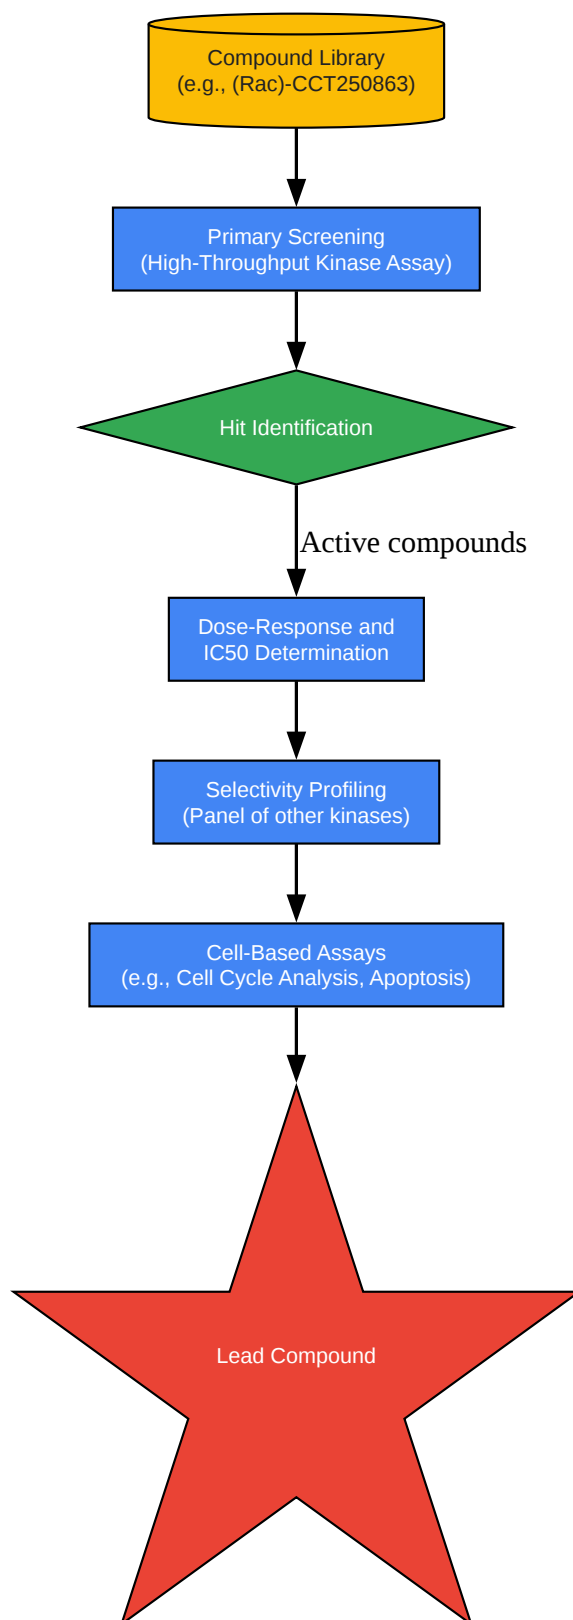 Compound Library
(e.g., (Rac)-CCT250863)
Primary Screening
(High-Throughput Kinase Assay)
Hit Identification
Active compounds
Dose-Response and
IC50 Determination
Selectivity Profiling
(Panel of other kinases)
Cell-Based Assays
(e.g., Cell Cycle Analysis, Apoptosis)
Lead Compound